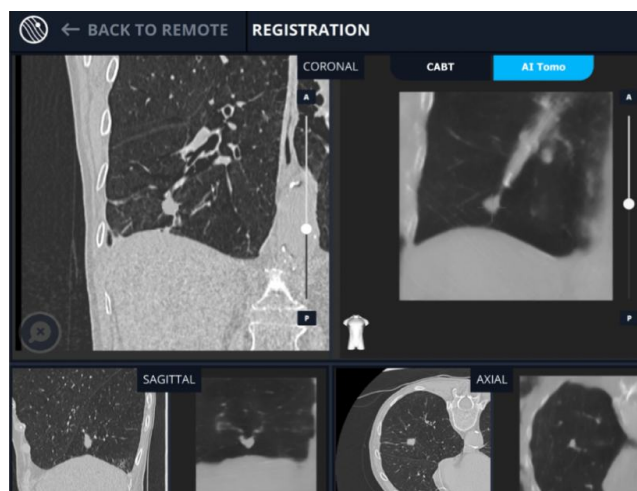 ← BACK TO REMOTE
REGISTRATION
CORONAL
CABT
AI Tomo
A
A
P
P
SAGITTAL
AXIAL